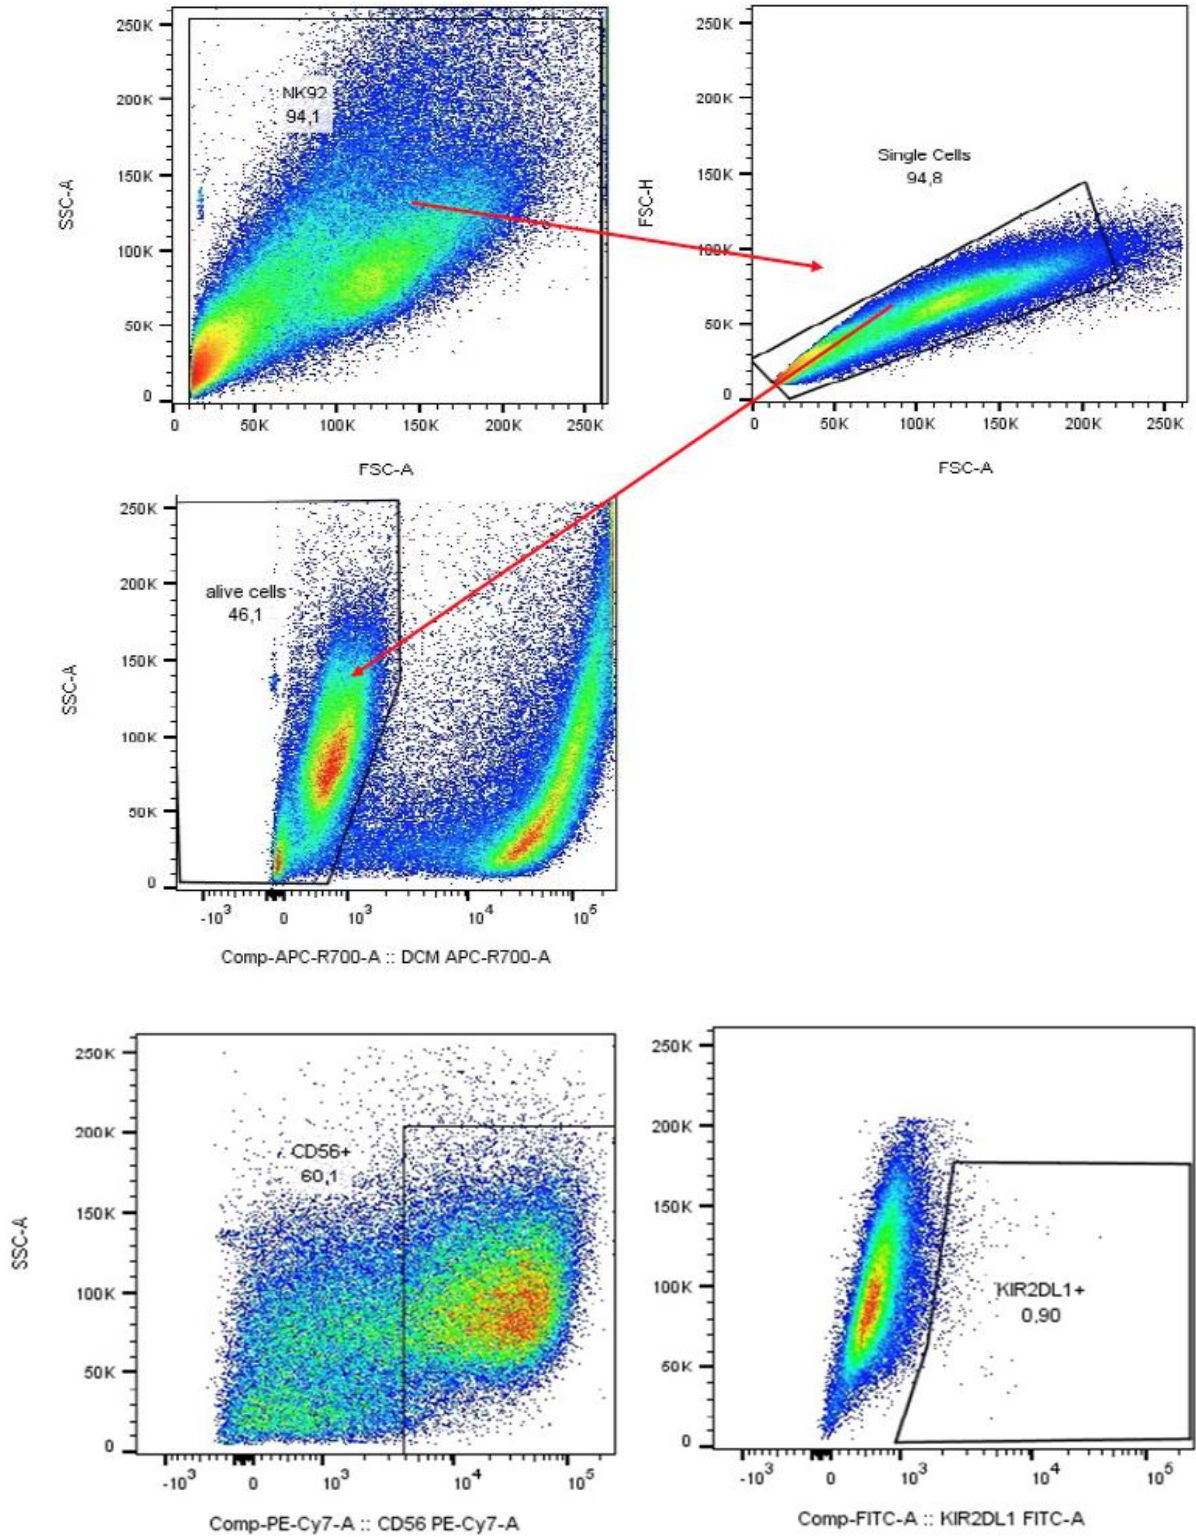 250K
200K
150K
100K
50K
0
SSC-A
NK92
94,1
0
50K
100K
150K
200K
250K
FSC-A
250K
200K
150K
100K
50K
0
FSC-H
Single Cells
94,8
0
50K
100K
150K
200K
250K
FSC-A
250K
200K
150K
100K
50K
0
SSC-A
alive cells
46,1
-10³
0
10³
10⁴
10⁵
Comp-APC-R700-A :: DCM APC-R700-A
250K
200K
150K
100K
50K
0
SSC-A
CD56+
60,1
-10³
0
10³
10⁴
10⁵
Comp-PE-Cy7-A :: CD56 PE-Cy7-A
250K
200K
150K
100K
50K
0
KIR2DL1+
0,90
-10³
0
10³
10⁴
10⁵
Comp-FITC-A :: KIR2DL1 FITC-A